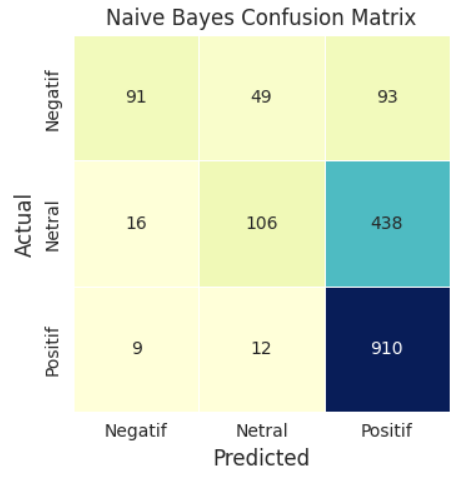 Naive Bayes Confusion Matrix
Actual
Negatif
91 49 93
Netral
16 106 438
Positif
9 12 910
Negatif Netral Positif
Predicted